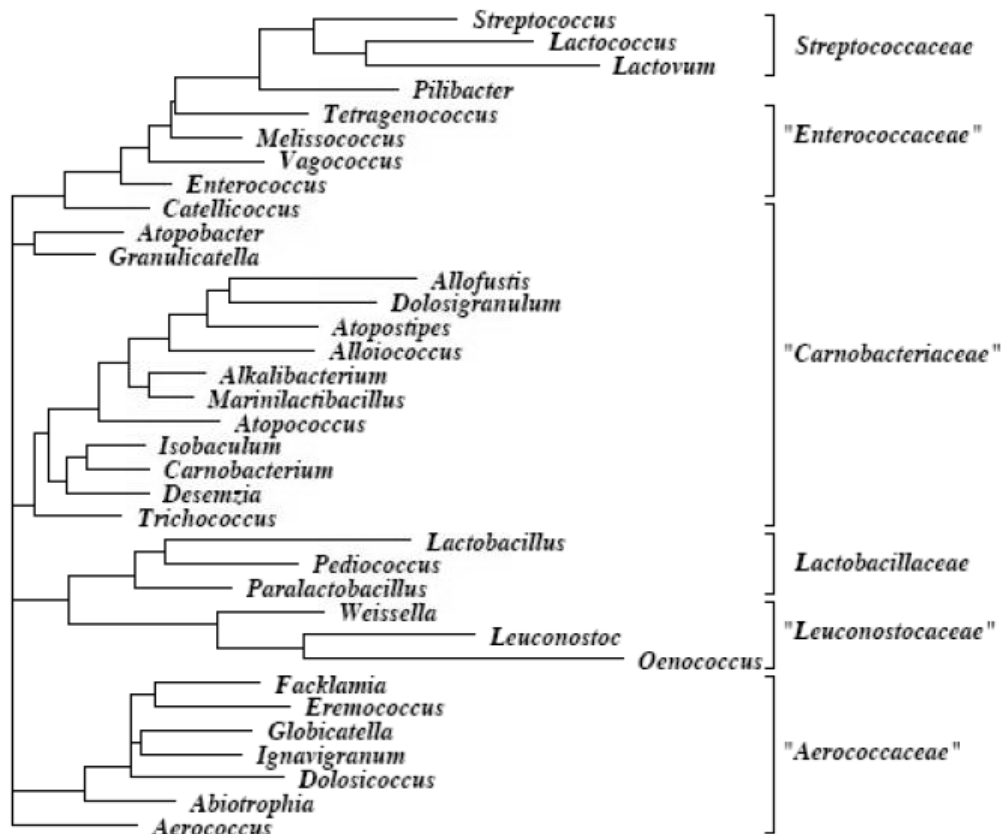 Streptococcus
Lactococcus
Streptococcaceae
Lactovum
Pilibacter
Tetragenococcus
Melissococcus
"Enterococcaceae"
Vagococcus
Enterococcus
Catellicoccus
Atopobacter
Granulicatella
Allofustis
Dolosigranulum
Atopostipes
Alloiococcus
"Carnobacteriaceae"
Alkalibacterium
Marinilactibacillus
Atopococcus
Isobaculum
Carnobacterium
Desemzia
Trichococcus
Lactobacillus
Pediococcus
Lactobacillaceae
Paralactobacillus
Weissella
Leuconostoc
"Leuconostocaceae"
Oenococcus
Facklamia
Eremococcus
Globicatella
Ignavigranum
"Aerococcaceae"
Dolosicoccus
Abiotrophia
Aerococcus